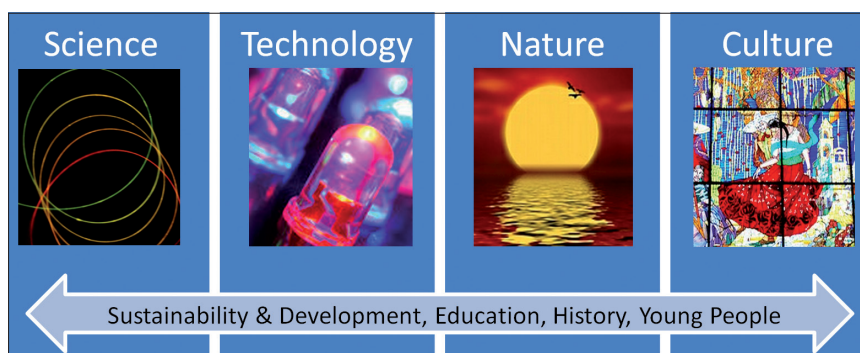 Science
Technology
Nature
Culture
Sustainability & Development, Education, History, Young People